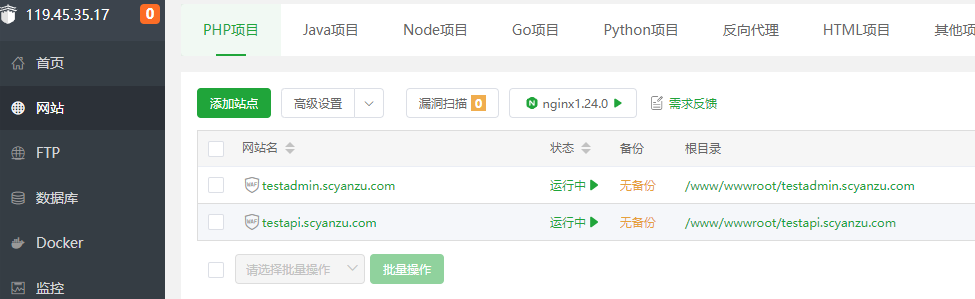 119.45.35.17 0
首页
网站
FTP
数据库
Docker
监控
PHP项目 Java项目 Node项目 Go项目 Python项目 反向代理 HTML项目 其他项
添加站点 高级设置 漏洞扫描 0 nginx1.24.0 需求反馈
网站名 状态 备份 根目录
WAF testadmin.scyanzu.com 运行中 无备份 /www/wwwroot/testadmin.scyanzu.com
WAF testapi.scyanzu.com 运行中 无备份 /www/wwwroot/testapi.scyanzu.com
请选择批量操作 批量操作